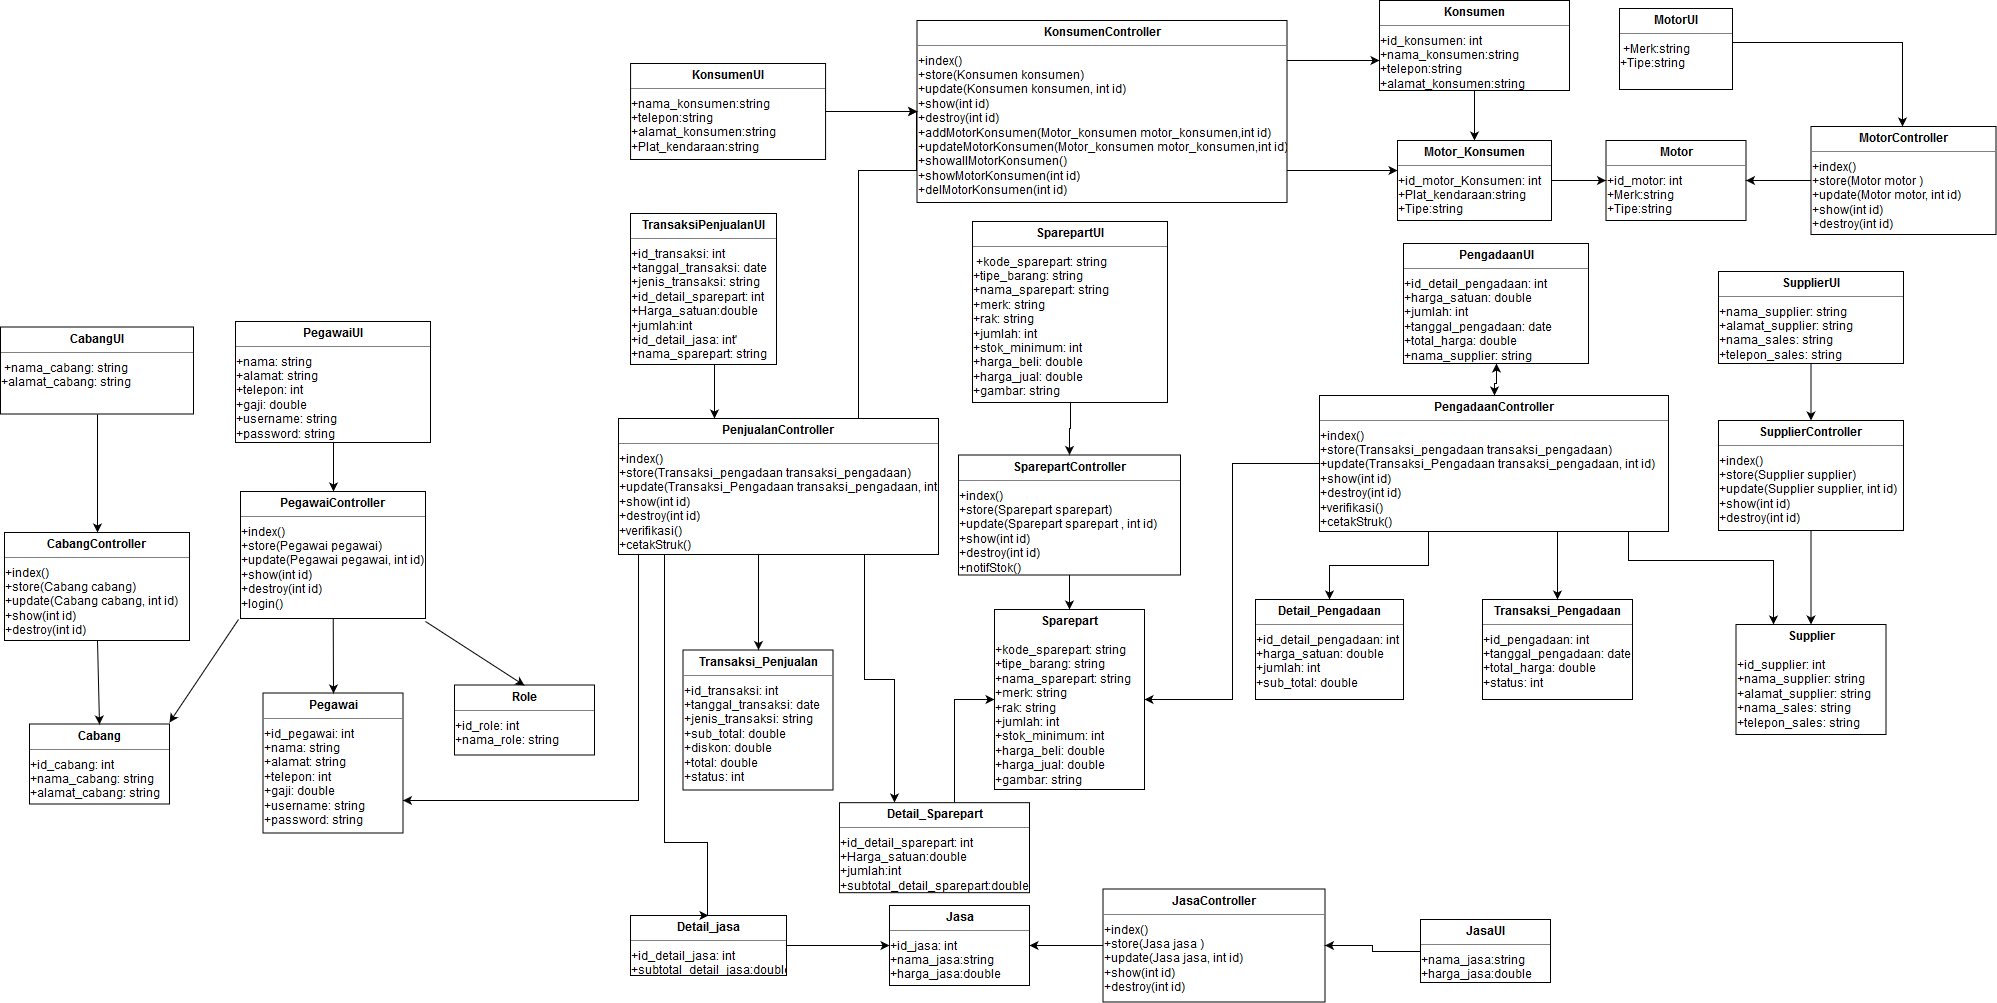 KonsumenController
+index()
+store(Konsumen konsumen)
+update(Konsumen konsumen, int id)
+show(int id)
+destroy(int id)
+addMotorKonsumen(Motor_konsumen motor_konsumen,int id)
+updateMotorKonsumen(Motor_konsumen motor_konsumen,int id)
+showallMotorKonsumen()
+showMotorKonsumen(int id)
+delMotorKonsumen(int id)
Konsumen
+id_konsumen: int
+nama_konsumen:string
+telepon:string
+alamat_konsumen:string
MotorUI
+Merk:string
+Tipe:string
KonsumenUI
+nama_konsumen:string
+telepon:string
+alamat_konsumen:string
+Plat_kendaraan:string
Motor_Konsumen
+id_motor_Konsumen: int
+Plat_kendaraan:string
+Tipe:string
Motor
+id_motor: int
+Merk:string
+Tipe:string
MotorController
+index()
+store(Motor motor )
+update(Motor motor, int id)
+show(int id)
+destroy(int id)
TransaksiPenjualanUI
+id_transaksi: int
+tanggal_transaksi: date
+jenis_transaksi: string
+id_detail_sparepart: int
+Harga_satuan:double
+jumlah:int
+id_detail_jasa: int'
+nama_sparepart: string
SparepartUI
+kode_sparepart: string
+tipe_barang: string
+nama_sparepart: string
+merk: string
+rak: string
+jumlah: int
+stok_minimum: int
+harga_beli: double
+harga_jual: double
+gambar: string
PengadaanUI
+id_detail_pengadaan: int
+harga_satuan: double
+jumlah: int
+tanggal_pengadaan: date
+total_harga: double
+nama_supplier: string
SupplierUI
+nama_supplier: string
+alamat_supplier: string
+nama_sales: string
+telepon_sales: string
CabangUI
+nama_cabang: string
+alamat_cabang: string
PegawaiUI
+nama: string
+alamat: string
+telepon: int
+gaji: double
+username: string
+password: string
PenjualanController
+index()
+store(Transaksi_pengadaan transaksi_pengadaan)
+update(Transaksi_Pengadaan transaksi_pengadaan, int
+show(int id)
+destroy(int id)
+verifikasi()
+cetakStruk()
SparepartController
+index()
+store(Sparepart sparepart)
+update(Sparepart sparepart , int id)
+show(int id)
+destroy(int id)
+notifStok()
PengadaanController
+index()
+store(Transaksi_pengadaan transaksi_pengadaan)
+update(Transaksi_Pengadaan transaksi_pengadaan, int id)
+show(int id)
+destroy(int id)
+verifikasi()
+cetakStruk()
SupplierController
+index()
+store(Supplier supplier)
+update(Supplier supplier, int id)
+show(int id)
+destroy(int id)
CabangController
+index()
+store(Cabang cabang)
+update(Cabang cabang, int id)
+show(int id)
+destroy(int id)
PegawaiController
+index()
+store(Pegawai pegawai)
+update(Pegawai pegawai, int id)
+show(int id)
+destroy(int id)
+login()
Detail_Pengadaan
+id_detail_pengadaan: int
+harga_satuan: double
+jumlah: int
+sub_total: double
Transaksi_Pengadaan
+id_pengadaan: int
+tanggal_pengadaan: date
+total_harga: double
+status: int
Supplier
+id_supplier: int
+nama_supplier: string
+alamat_supplier: string
+nama_sales: string
+telepon_sales: string
Sparepart
+kode_sparepart: string
+tipe_barang: string
+nama_sparepart: string
+merk: string
+rak: string
+jumlah: int
+stok_minimum: int
+harga_beli: double
+harga_jual: double
+gambar: string
Transaksi_Penjualan
+id_transaksi: int
+tanggal_transaksi: date
+jenis_transaksi: string
+sub_total: double
+diskon: double
+total: double
+status: int
Cabang
+id_cabang: int
+nama_cabang: string
+alamat_cabang: string
Pegawai
+id_pegawai: int
+nama: string
+alamat: string
+telepon: int
+gaji: double
+username: string
+password: string
Role
+id_role: int
+nama_role: string
Detail_Sparepart
+id_detail_sparepart: int
+Harga_satuan:double
+jumlah:int
+subtotal_detail_sparepart:double
Detail_jasa
+id_detail_jasa: int
+subtotal_detail_jasa:doubl
Jasa
+id_jasa: int
+nama_jasa:string
+harga_jasa:double
JasaController
+index()
+store(Jasa jasa )
+update(Jasa jasa, int id)
+show(int id)
+destroy(int id)
JasaUI
+nama_jasa:string
+harga_jasa:double